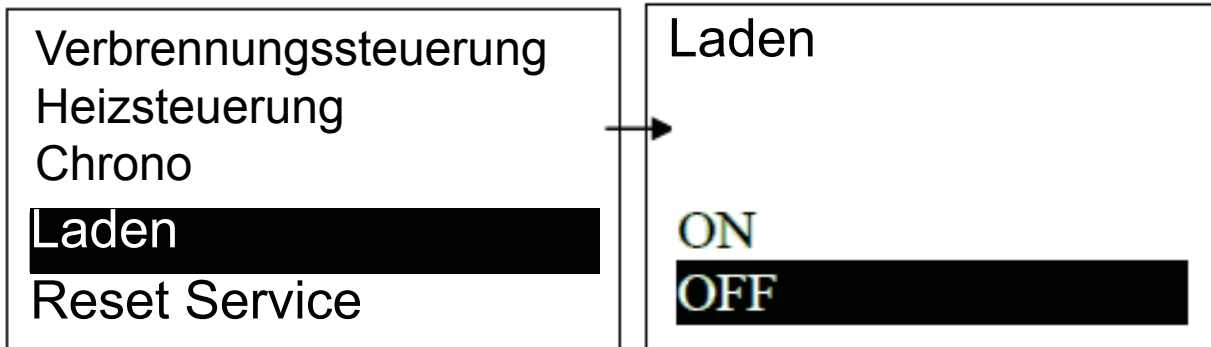 Verbrennungssteuerung
Heizsteuerung
Chrono
Laden
Reset Service
Laden
ON
OFF